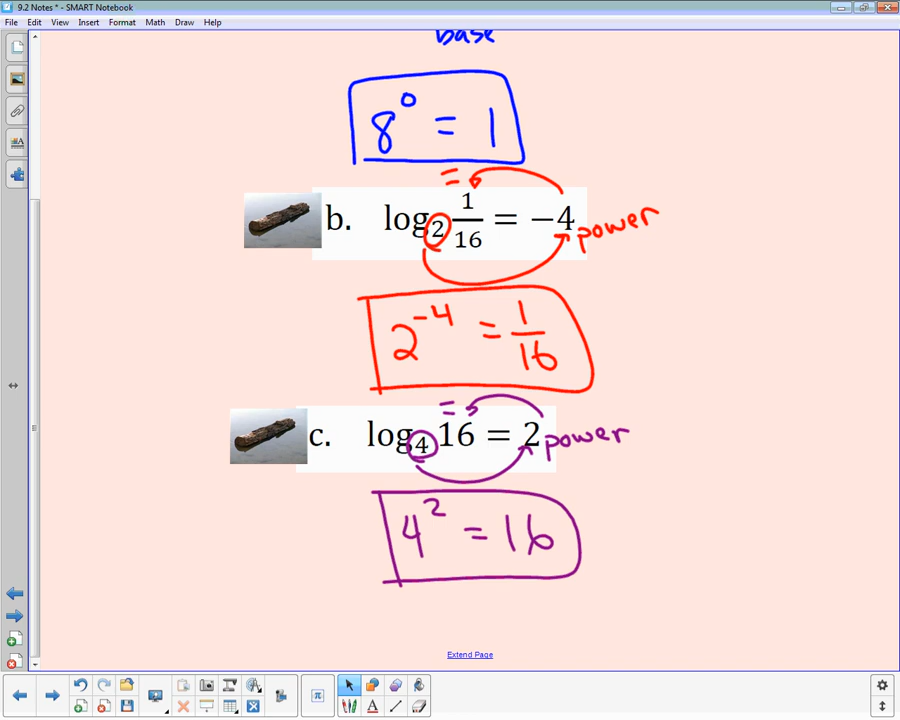 9.2 Notes * - SMART Notebook
File Edit View Insert Format Tools Math Draw Help
base
8⁰ = 1
=
b. log₂ 1/16 = −4
power
2⁻⁴ = 1/16
=
c. log₄ 16 = 2 power
4² = 16
Extend Page